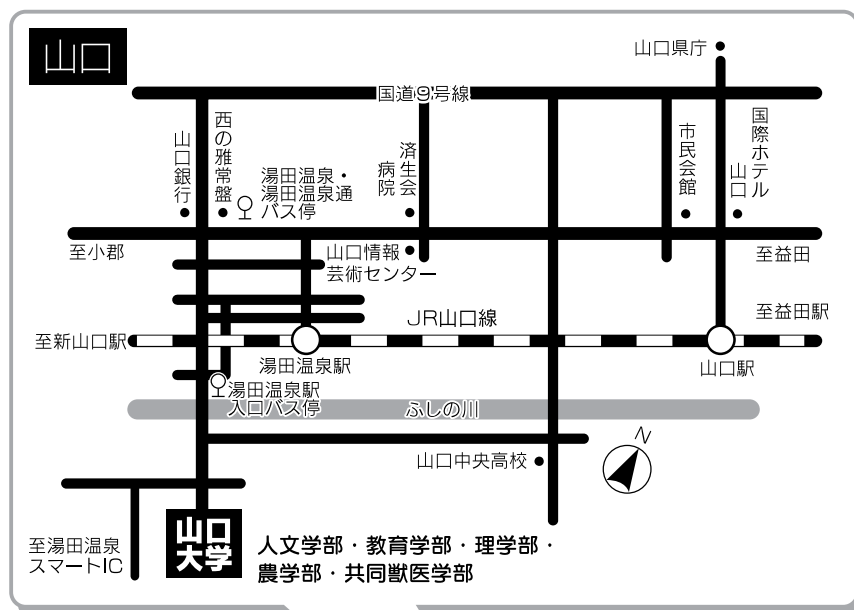 山口
山口県庁
国道9号線
西の雅常盤
山口銀行
湯田温泉・
湯田温泉通
バス停
済生会
病院
市民会館
国際ホテル
山口
至小郡
山口情報
芸術センター
至益田
JR山口線
至益田駅
至新山口駅
湯田温泉駅
山口駅
湯田温泉駅
入口バス停
ふしの川
N
山口中央高校
至湯田温泉
スマートIC
山口
大学
人文学部・教育学部・理学部・
農学部・共同獣医学部